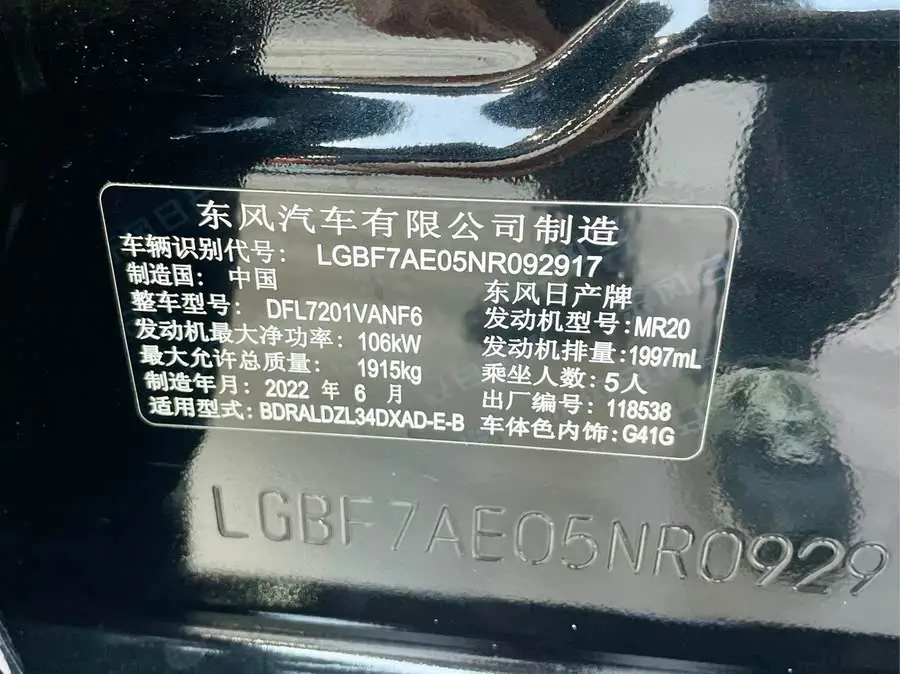 东风汽车有限公司制造
车辆识别代号： LGBF7AE05NR092917
制造国： 中国 东风日产牌
整车型号： DFL7201VANF6 发动机型号: MR20
发动机最大净功率： 106kW 发动机排量: 1997mL
最大允许总质量： 1915kg 乘坐人数: 5人
制造年月: 2022 年 6 月 出厂编号: 118538
适用型式: BDRALDZL34DXAD-E-B 车体色内饰: G41G
LGBF7AE05NR0929